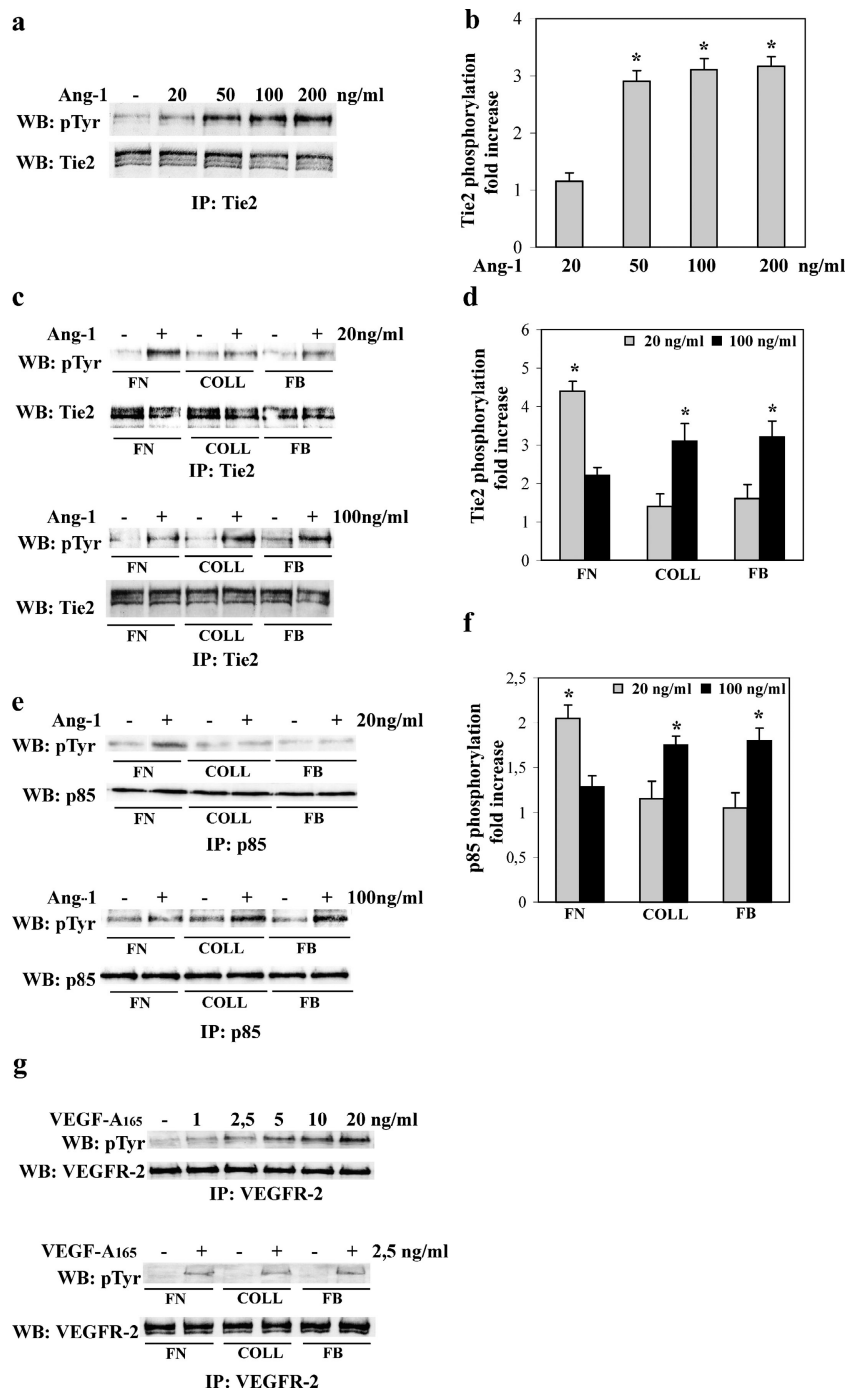 a
Ang-1 - 20 50 100 200 ng/ml
WB: pTyr
WB: Tie2
IP: Tie2
b
Tie2 phosphorylation
fold increase
4
3
2
1
0
* * *
Ang-1 20 50 100 200 ng/ml
c
Ang-1 - + - + - + 20ng/ml
WB: pTyr
FN COLL FB
WB: Tie2
FN COLL FB
IP: Tie2
Ang-1 - + - + - + 100ng/ml
WB: pTyr
FN COLL FB
WB: Tie2
FN COLL FB
IP: Tie2
d
Tie2 phosphorylation
fold increase
6
5
4
3
2
1
0
20 ng/ml 100 ng/ml
* * *
FN COLL FB
e
Ang-1 - + - + - + 20ng/ml
WB: pTyr
FN COLL FB
WB: p85
FN COLL FB
IP: p85
Ang-1 - + - + - + 100ng/ml
WB: pTyr
FN COLL FB
WB: p85
FN COLL FB
IP: p85
f
p85 phosphorylation
fold increase
2,5
2
1,5
1
0,5
0
20 ng/ml 100 ng/ml
* * *
FN COLL FB
g
VEGF-A165 - 1 2,5 5 10 20 ng/ml
WB: pTyr
WB: VEGFR-2
IP: VEGFR-2
VEGF-A165 - + - + - + 2,5 ng/ml
WB: pTyr
FN COLL FB
WB: VEGFR-2
FN COLL FB
IP: VEGFR-2